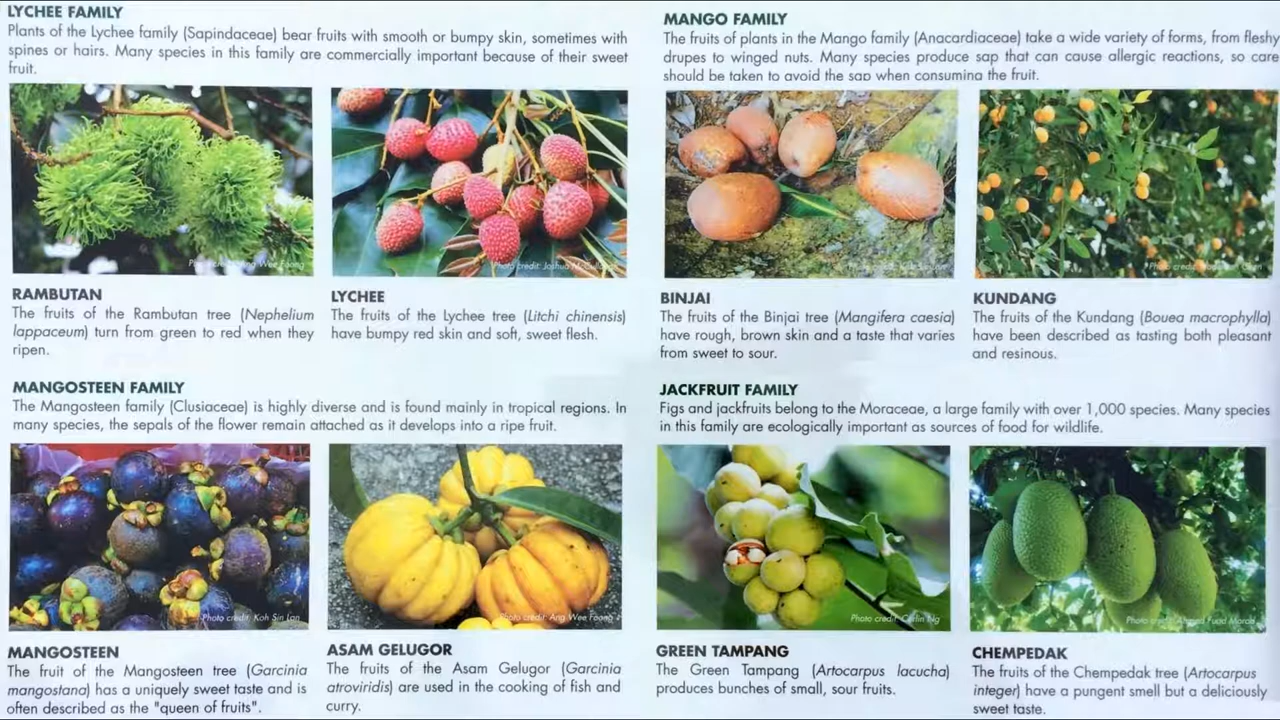 LYCHEE FAMILY
Plants of the Lychee family (Sapindaceae) bear fruits with smooth or bumpy skin, sometimes with
spines or hairs. Many species in this family are commercially important because of their sweet
fruit.
Wee Foong
Photo credit: Joshua
RAMBUTAN
The fruits of the Rambutan tree (Nephelium
lappaceum) turn from green to red when they
ripen.
LYCHEE
The fruits of the Lychee tree (Litchi chinensis)
have bumpy red skin and soft, sweet flesh.
MANGO FAMILY
The fruits of plants in the Mango family (Anacardiaceae) take a wide variety of forms, from fleshy
drupes to winged nuts. Many species produce sap that can cause allergic reactions, so care
should be taken to avoid the sap when consuming the fruit.
Photo credit:
BINJAI
The fruits of the Binjai tree (Mangifera caesia)
have rough, brown skin and a taste that varies
from sweet to sour.
KUNDANG
The fruits of the Kundang (Bouea macrophylla)
have been described as tasting both pleasant
and resinous.
MANGOSTEEN FAMILY
The Mangosteen family (Clusiaceae) is highly diverse and is found mainly in tropical regions. In
many species, the sepals of the flower remain attached as it develops into a ripe fruit.
Photo credit: Koh Sin Lan
Photo credit: Ang Wee Foong
MANGOSTEEN
The fruit of the Mangosteen tree (Garcinia
mangostana) has a uniquely sweet taste and is
often described as the "queen of fruits".
ASAM GELUGOR
The fruits of the Asam Gelugor (Garcinia
atroviridis) are used in the cooking of fish and
curry.
JACKFRUIT FAMILY
Figs and jackfruits belong to the Moraceae, a large family with over 1,000 species. Many species
in this family are ecologically important as sources of food for wildlife.
Photo credit: Ng
Photo credit: Fuad
GREEN TAMPANG
The Green Tampang (Artocarpus lacucha)
produces bunches of small, sour fruits.
CHEMPEDAK
The fruits of the Chempedak tree (Artocarpus
integer) have a pungent smell but a deliciously
sweet taste.